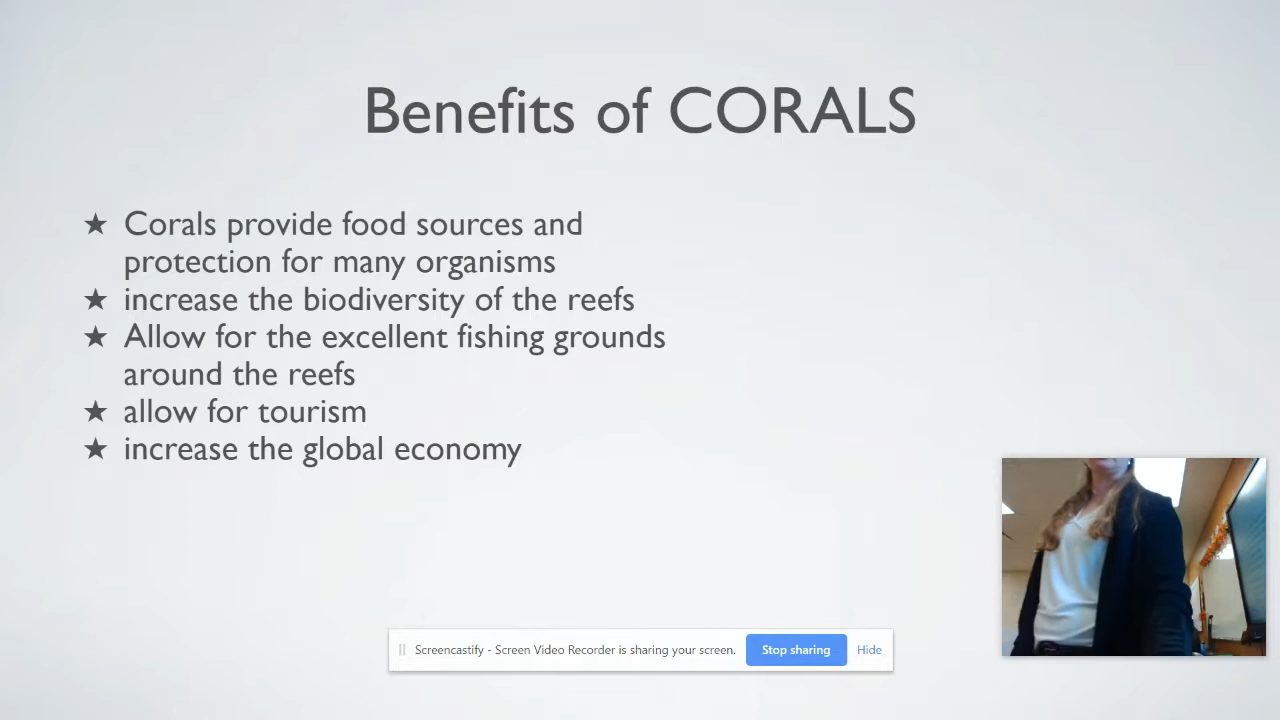 Benefits of CORALS
★ Corals provide food sources and
protection for many organisms
★ increase the biodiversity of the reefs
★ Allow for the excellent fishing grounds
around the reefs
★ allow for tourism
★ increase the global economy
Screencastify - Screen Video Recorder is sharing your screen. Stop sharing Hide